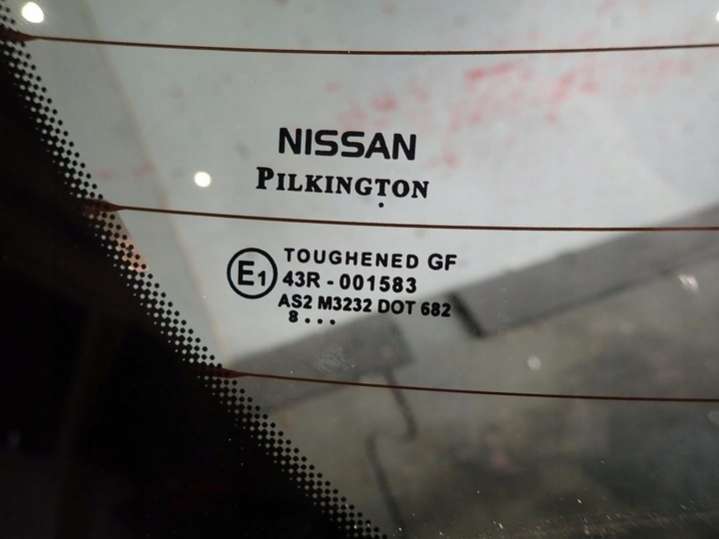 NISSAN
PILKINGTON
E1
TOUGHENED GF
43R - 001583
AS2 M3232 DOT 682
8...